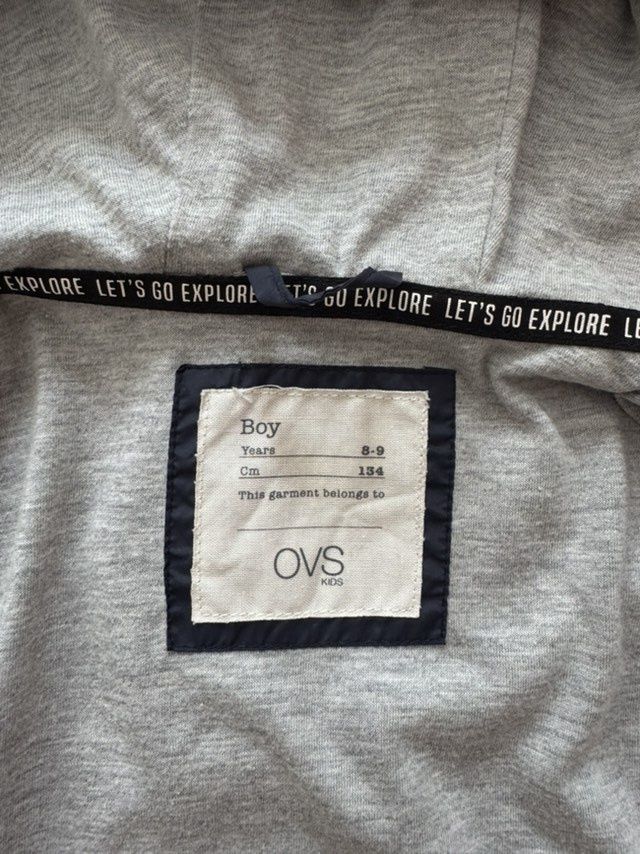 EXPLORE LET'S GO EXPLORE LET'S GO EXPLORE LET'S GO EXPLORE
Boy
Years 8-9
Cm 134
This garment belongs to
OVS
KIDS